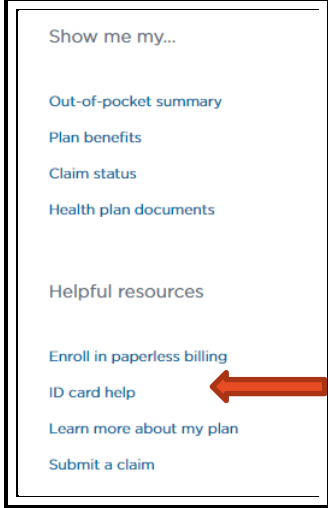 Show me my...
Out-of-pocket summary
Plan benefits
Claim status
Health plan documents
Helpful resources
Enroll in paperless billing
ID card help
Learn more about my plan
Submit a claim